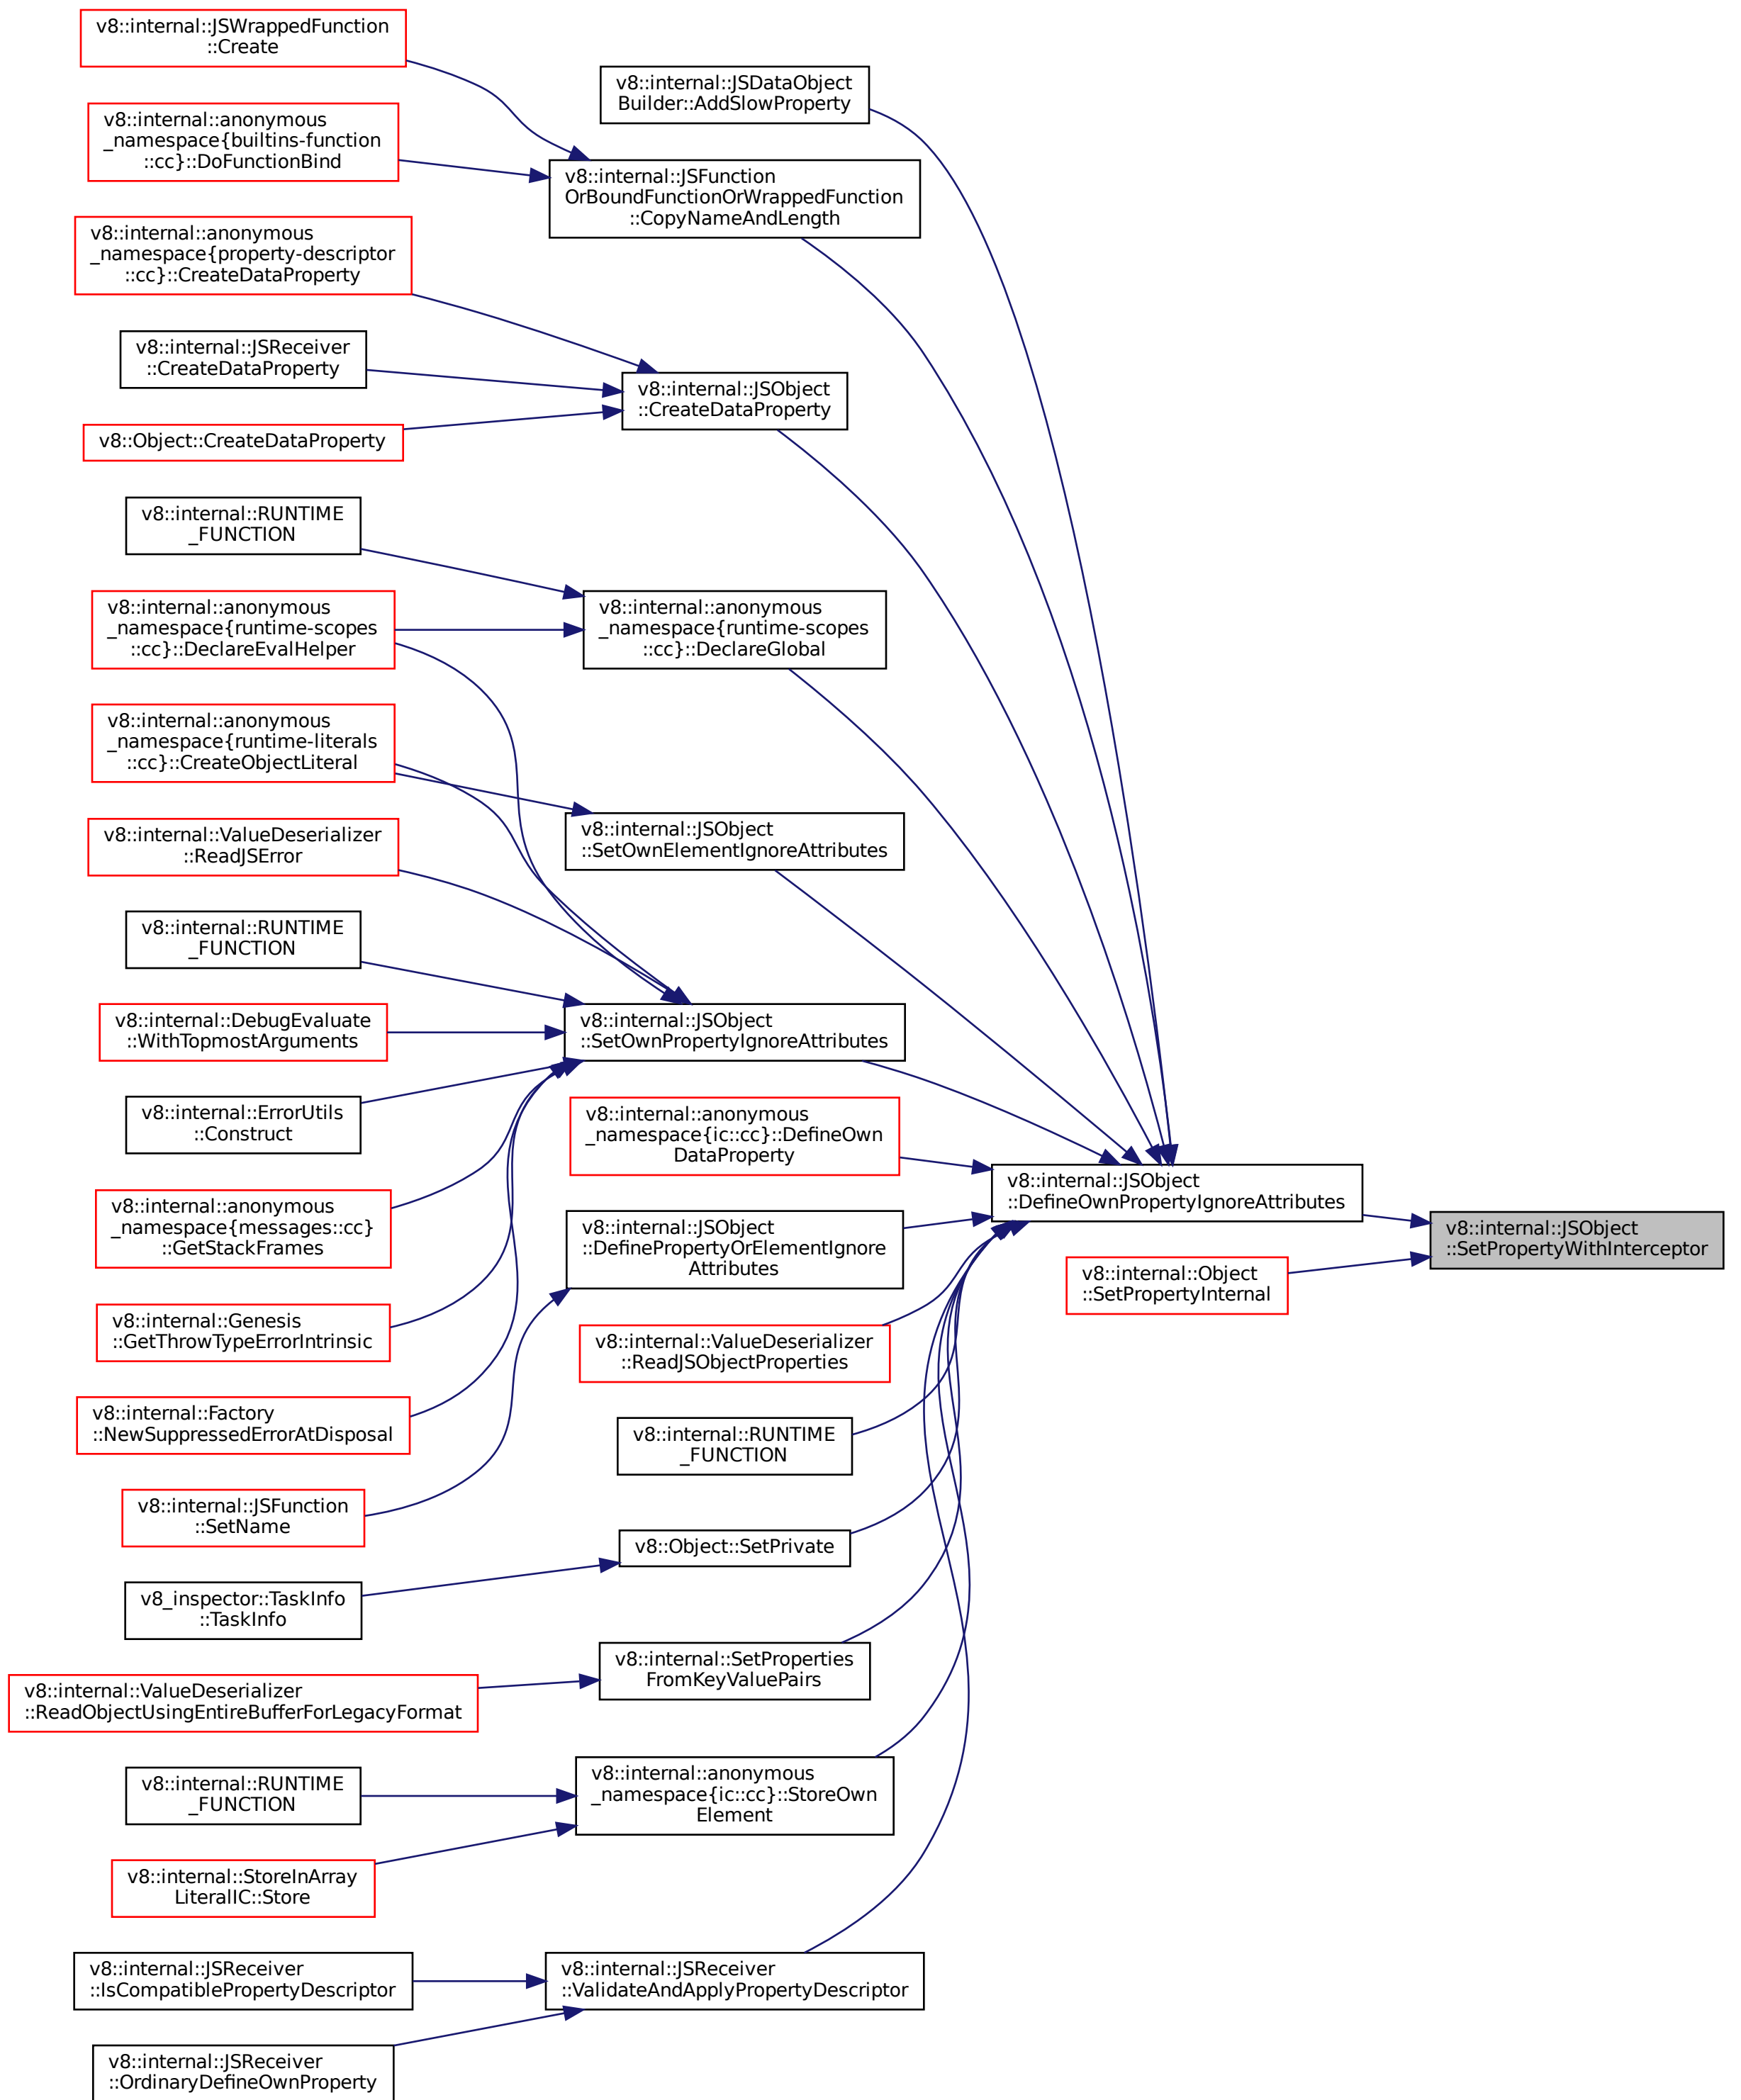 v8::internal::JSWrappedFunction
::Create
v8::internal::anonymous
_namespace{builtins-function
::cc}::DoFunctionBind
v8::internal::anonymous
_namespace{property-descriptor
::cc}::CreateDataProperty
v8::internal::JSReceiver
::CreateDataProperty
v8::Object::CreateDataProperty
v8::internal::RUNTIME
_FUNCTION
v8::internal::anonymous
_namespace{runtime-scopes
::cc}::DeclareEvalHelper
v8::internal::anonymous
_namespace{runtime-literals
::cc}::CreateObjectLiteral
v8::internal::ValueDeserializer
::ReadJSError
v8::internal::RUNTIME
_FUNCTION
v8::internal::DebugEvaluate
::WithTopmostArguments
v8::internal::ErrorUtils
::Construct
v8::internal::anonymous
_namespace{messages::cc}
::GetStackFrames
v8::internal::Genesis
::GetThrowTypeErrorIntrinsic
v8::internal::Factory
::NewSuppressedErrorAtDisposal
v8::internal::JSFunction
::SetName
v8_inspector::TaskInfo
::TaskInfo
v8::internal::ValueDeserializer
::ReadObjectUsingEntireBufferForLegacyFormat
v8::internal::RUNTIME
_FUNCTION
v8::internal::StoreInArray
LiteralIC::Store
v8::internal::JSReceiver
::IsCompatiblePropertyDescriptor
v8::internal::JSReceiver
::OrdinaryDefineOwnProperty
v8::internal::JSDataObject
Builder::AddSlowProperty
v8::internal::JSFunction
OrBoundFunctionOrWrappedFunction
::CopyNameAndLength
v8::internal::JSObject
::CreateDataProperty
v8::internal::anonymous
_namespace{runtime-scopes
::cc}::DeclareGlobal
v8::internal::JSObject
::SetOwnElementIgnoreAttributes
v8::internal::JSObject
::SetOwnPropertyIgnoreAttributes
v8::internal::anonymous
_namespace{ic::cc}::DefineOwn
DataProperty
v8::internal::JSObject
::DefinePropertyOrElementIgnore
Attributes
v8::internal::ValueDeserializer
::ReadJSObjectProperties
v8::internal::RUNTIME
_FUNCTION
v8::Object::SetPrivate
v8::internal::SetProperties
FromKeyValuePairs
v8::internal::anonymous
_namespace{ic::cc}::StoreOwn
Element
v8::internal::JSReceiver
::ValidateAndApplyPropertyDescriptor
v8::internal::JSObject
::DefineOwnPropertyIgnoreAttributes
v8::internal::Object
::SetPropertyInternal
v8::internal::JSObject
::SetPropertyWithInterceptor